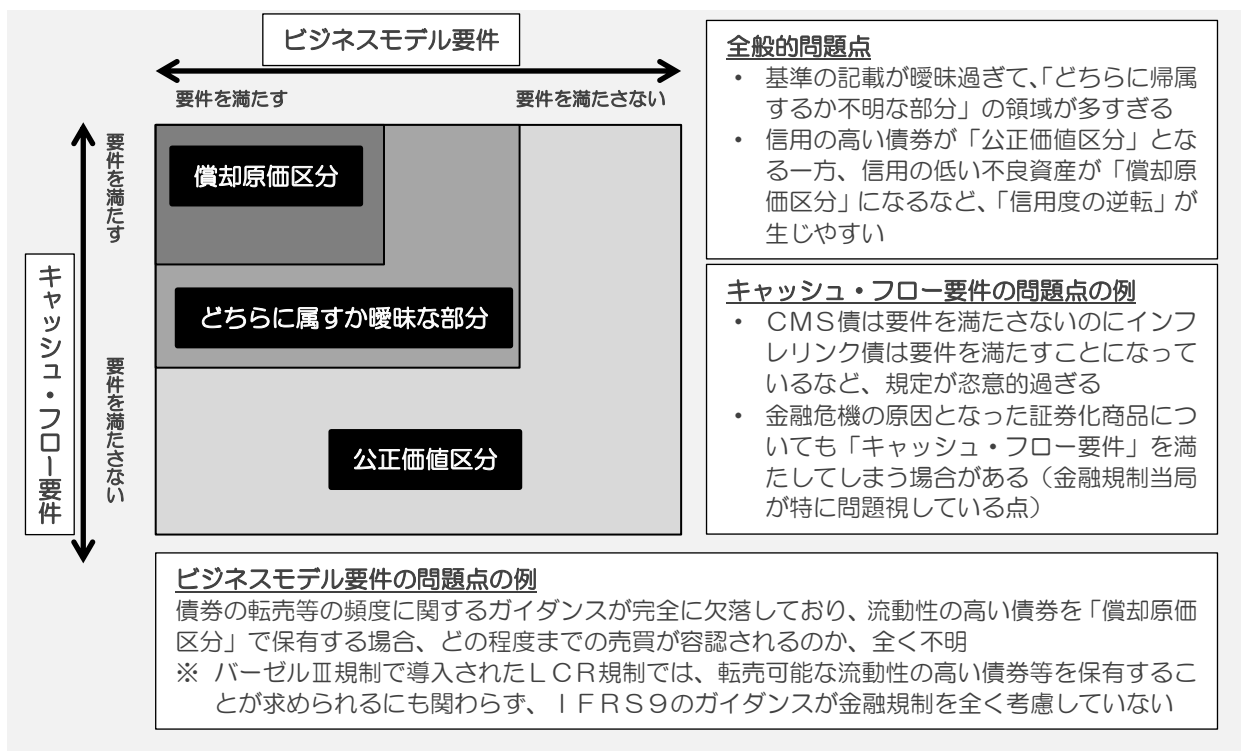 ビジネスモデル要件
要件を満たす
要件を満たさない
キャッシュ・フロー要件
要件を満たす
要件を満たさない
償却原価区分
どちらに属すか曖昧な部分
公正価値区分
全般的問題点
• 基準の記載が曖昧過ぎて、「どちらに帰属
するか不明な部分」の領域が多すぎる
• 信用の高い債券が「公正価値区分」とな
る一方、信用の低い不良資産が「償却原
価区分」になるなど、「信用度の逆転」が
生じやすい
キャッシュ・フロー要件の問題点の例
• ＣＭＳ債は要件を満たさないのにインフ
レリンク債は要件を満たすことになって
いるなど、規定が恣意的過ぎる
• 金融危機の原因となった証券化商品につ
いても「キャッシュ・フロー要件」を満
たしてしまう場合がある（金融規制当局
が特に問題視している点）
ビジネスモデル要件の問題点の例
債券の転売等の頻度に関するガイダンスが完全に欠落しており、流動性の高い債券を「償却原価
区分」で保有する場合、どの程度までの売買が容認されるのか、全く不明
※ バーゼルⅢ規制で導入されたＬＣＲ規制では、転売可能な流動性の高い債券等を保有するこ
とが求められるにも関わらず、ＩＦＲＳ９のガイダンスが金融規制を全く考慮していない